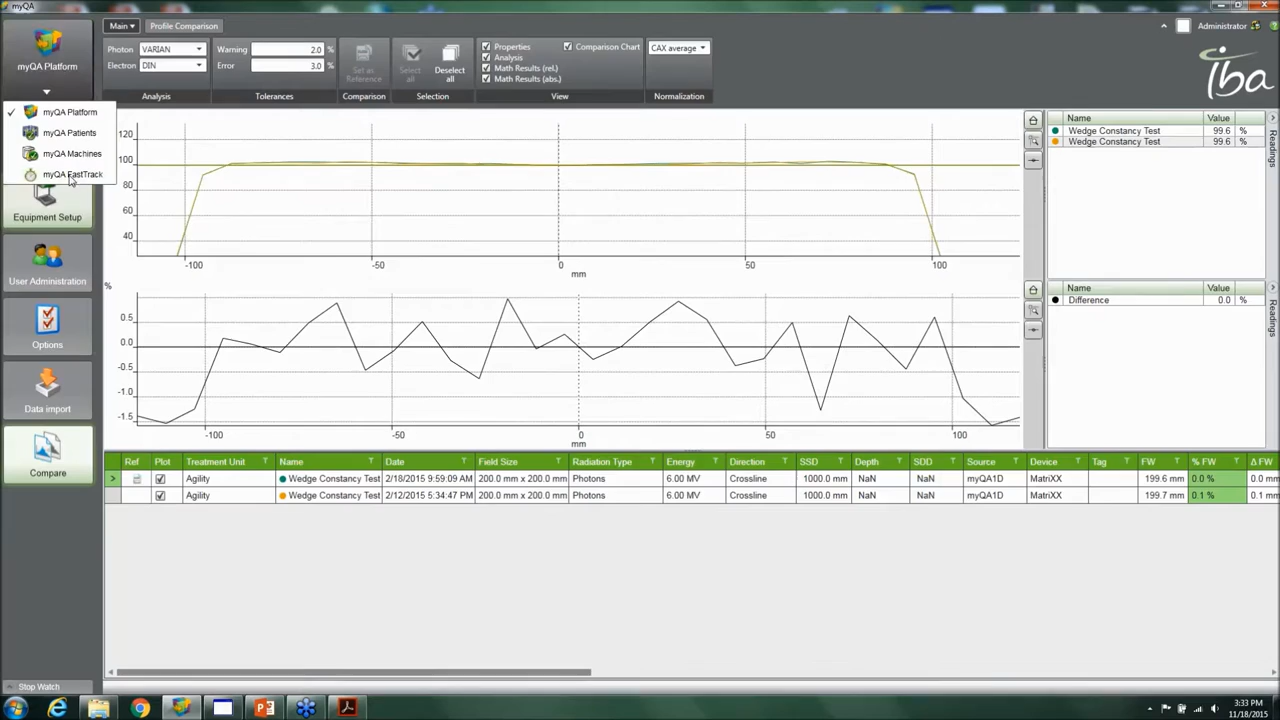 myQA
myQA Platform
Main
Profile Comparison
Administrator
Photon VARIAN
Electron DIN
Analysis
Warning 2.0 %
Error 3.0 %
Tolerances
Set as
Reference
Comparison
Select
all
Deselect
all
Selection
Properties
Comparison Chart
Analysis
Math Results (rel.)
Math Results (abs.)
View
CAX average
Normalization
iba
myQA Platform
myQA Patients
myQA Machines
myQA FastTrack
Equipment Setup
User Administration
Options
Data import
Compare
Stop Watch
120
100
80
60
40
-100 -50 0 50 100
mm
Name Value
Wedge Constancy Test 99.6 %
Wedge Constancy Test 99.6 %
Readings
%
0.5
0.0
-0.5
-1.0
-1.5
-100 -50 0 50 100
mm
Name Value
Difference 0.0 %
Readings
Ref Plot Treatment Unit Name Date Field Size Radiation Type Energy Direction SSD Depth SDD Source Device Tag FW % FW Δ FW
> Agility Wedge Constancy Test 2/18/2015 9:59:09 AM 200.0 mm x 200.0 mm Photons 6.00 MV Crossline 1000.0 mm NaN NaN myQA1D MatriXX 199.6 mm 0.0 % 0.0 mm
Agility Wedge Constancy Test 2/12/2015 5:34:47 PM 200.0 mm x 200.0 mm Photons 6.00 MV Crossline 1000.0 mm NaN NaN myQA1D MatriXX 199.7 mm 0.1 % 0.1 mm
3:33 PM
11/18/2015